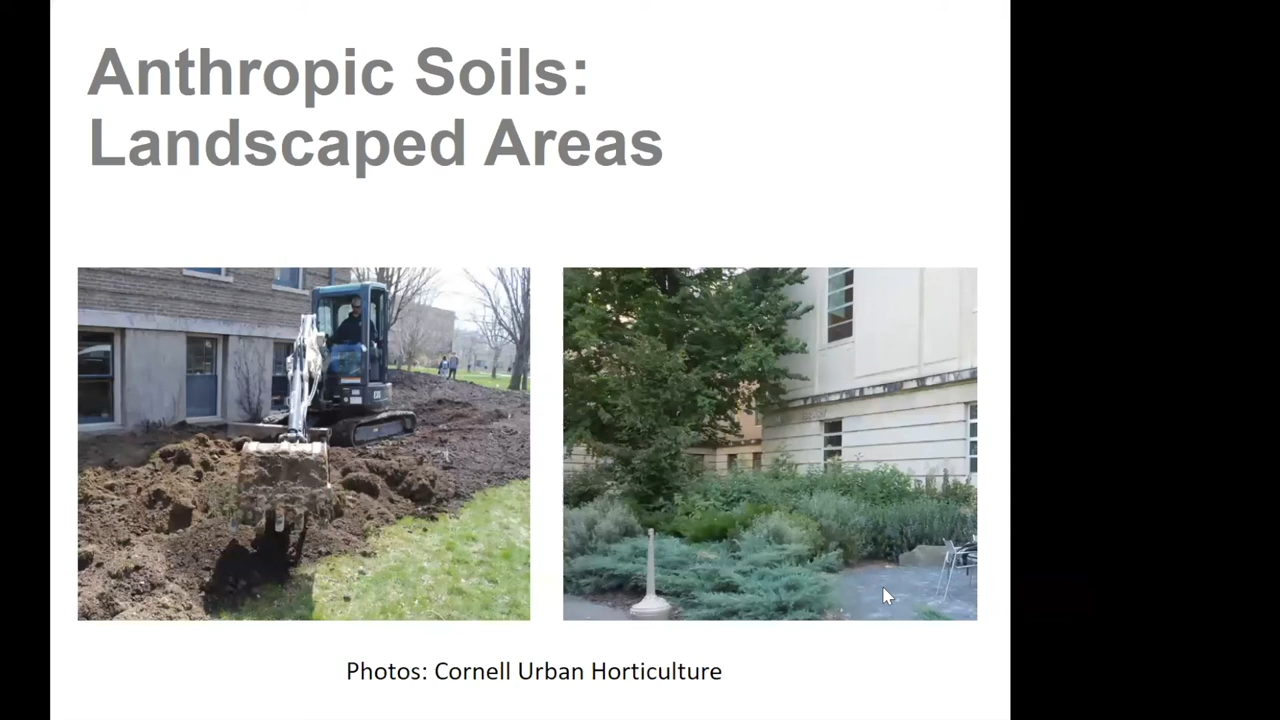 Anthropic Soils:
Landscaped Areas
Photos: Cornell Urban Horticulture